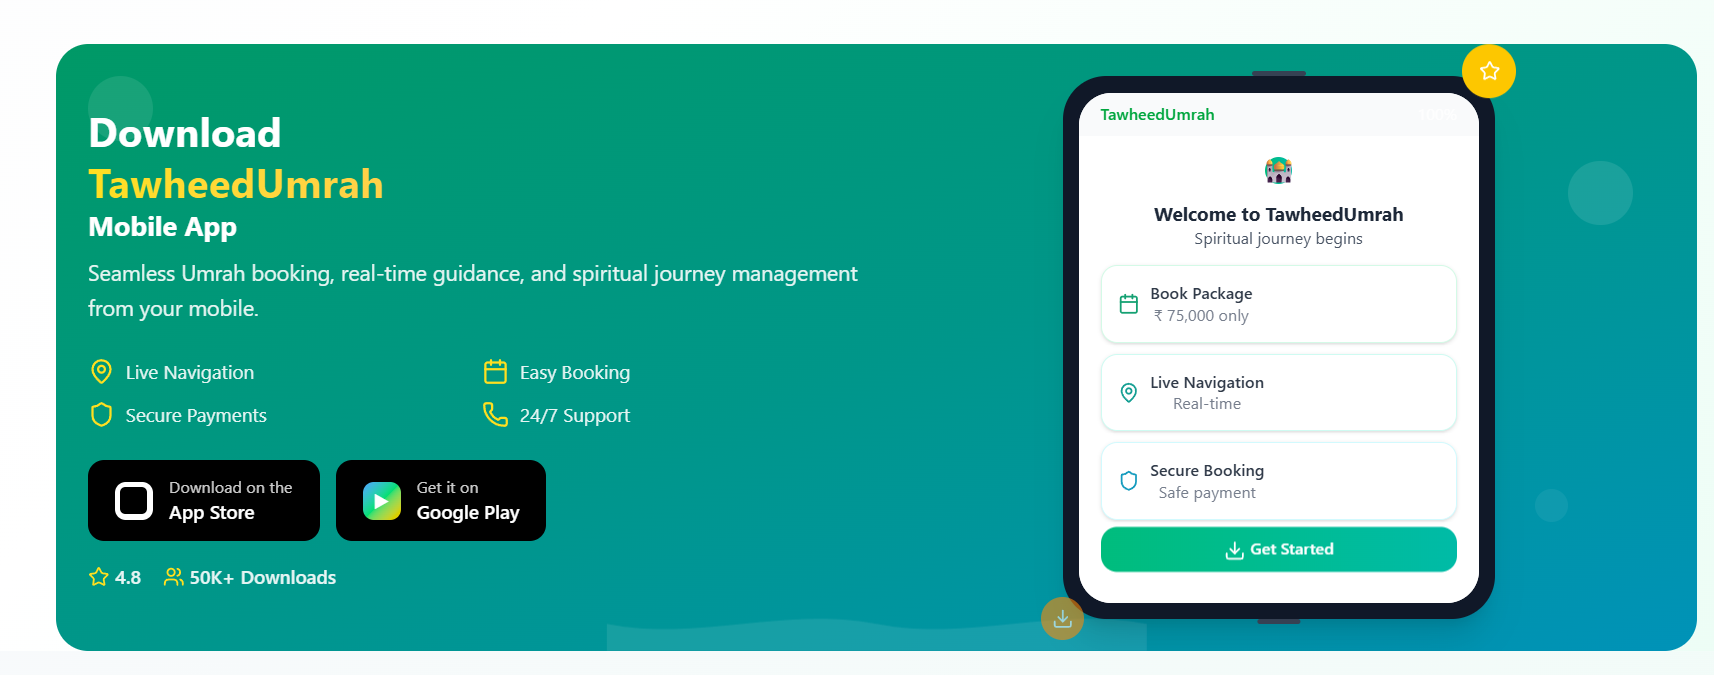 Download
TawheedUmrah
Mobile App
Seamless Umrah booking, real-time guidance, and spiritual journey management
from your mobile.
Live Navigation
Easy Booking
Secure Payments
24/7 Support
Download on the
App Store
Get it on
Google Play
4.8
50K+ Downloads
TawheedUmrah
Welcome to TawheedUmrah
Spiritual journey begins
Book Package
₹ 75,000 only
Live Navigation
Real-time
Secure Booking
Safe payment
Get Started